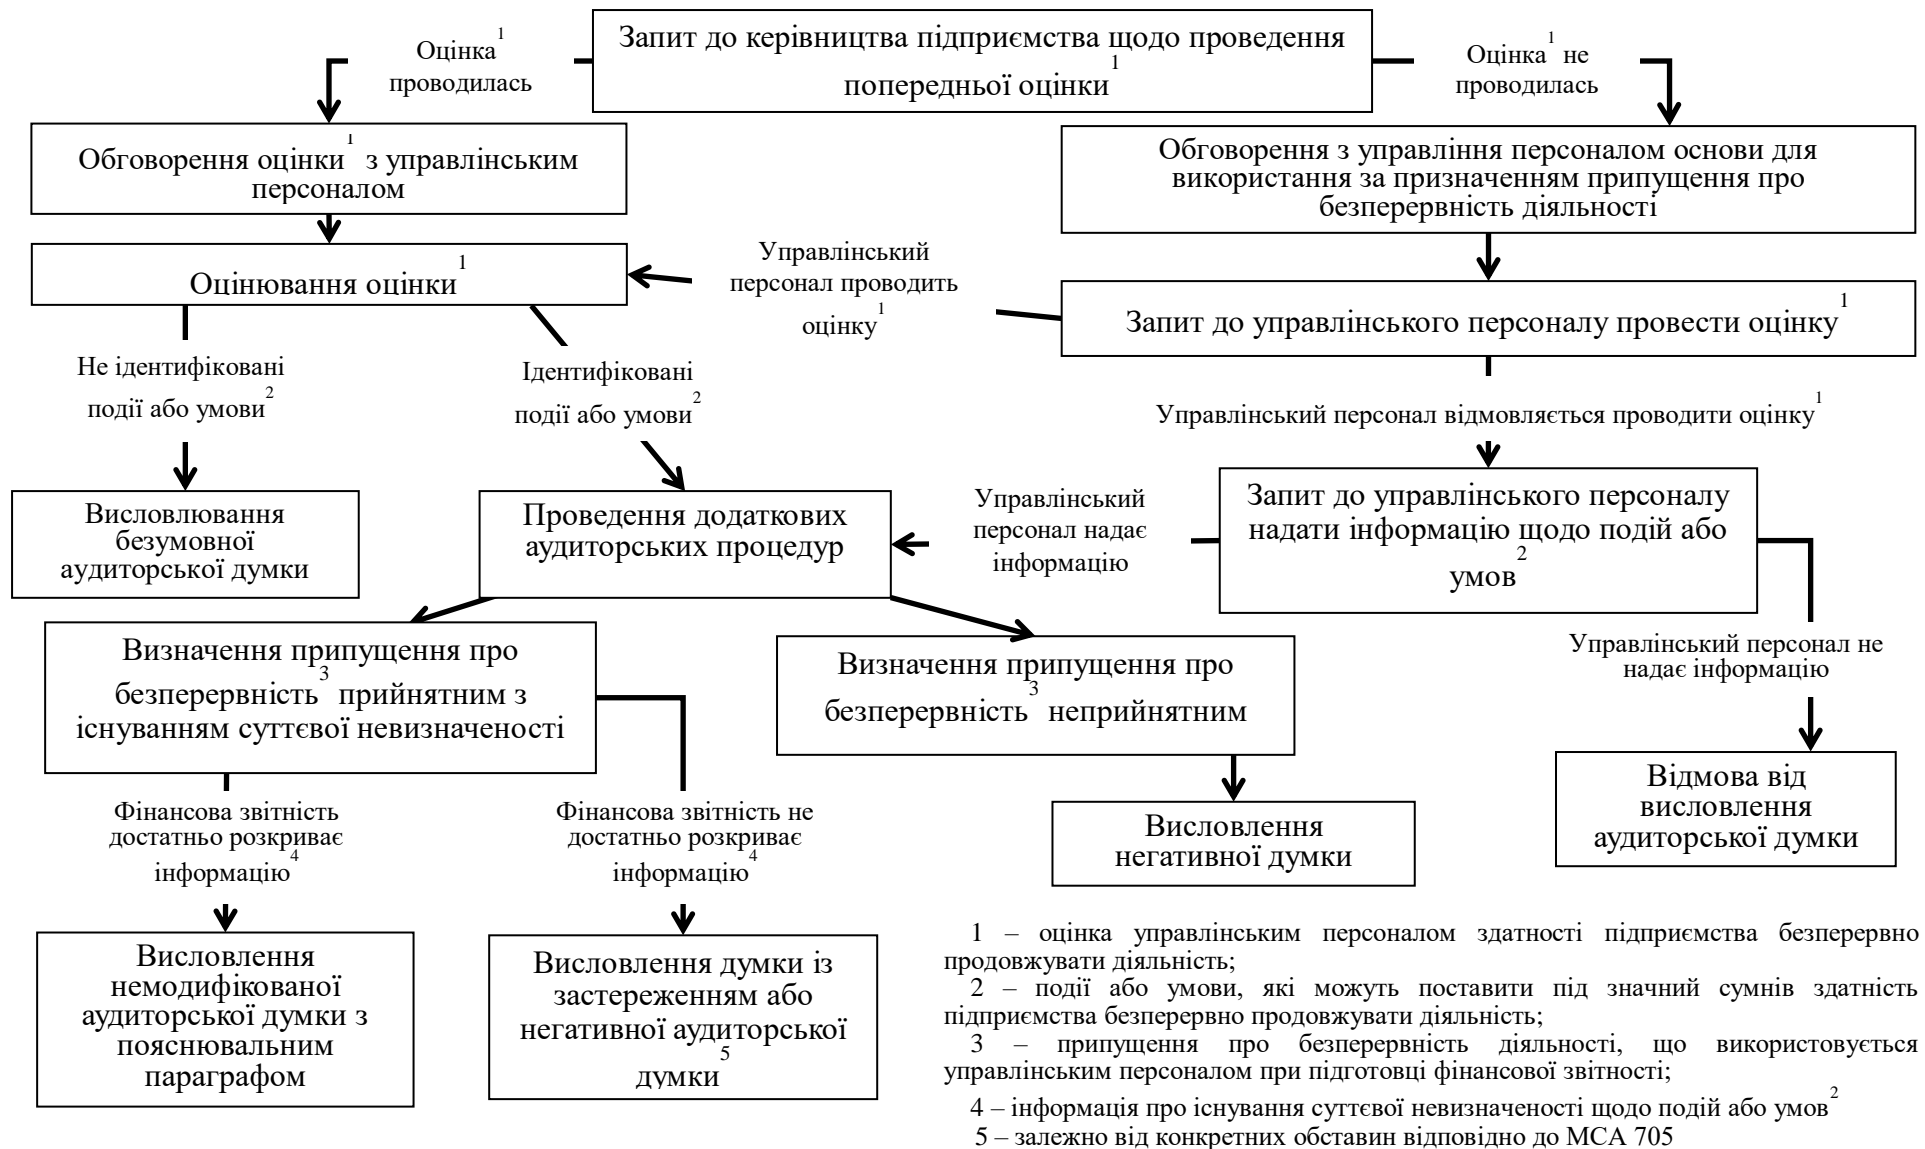 Запит до керівництва підприємства щодо проведення
попередньої оцінки1
Оцінка1
проводилась
Оцінка1 не
проводилась
Обговорення оцінки1 з управлінським
персоналом
Обговорення з управління персоналом основи для
використання за призначенням припущення про
безперервність діяльності
Оцінювання оцінки1
Управлінський
персонал проводить
оцінку1
Запит до управлінського персоналу провести оцінку1
Не ідентифіковані
події або умови2
Ідентифіковані
події або умови2
Управлінський персонал відмовляється проводити оцінку1
Висловлювання
безумовної
аудиторської думки
Проведення додаткових
аудиторських процедур
Управлінський
персонал надає
інформацію
Запит до управлінського персоналу
надати інформацію щодо подій або
умов2
Визначення припущення про
безперервність3 прийнятним з
існуванням суттєвої невизначеності
Визначення припущення про
безперервність3 неприйнятним
Управлінський персонал не
надає інформацію
Фінансова звітність
достатньо розкриває
інформацію4
Фінансова звітність не
достатньо розкриває
інформацію4
Висловлення
негативної думки
Відмова від
висловлення
аудиторської думки
Висловлення
немодифікованої
аудиторської думки з
пояснювальним
параграфом
Висловлення думки із
застереженням або
негативної аудиторської
думки5
1 – оцінка управлінським персоналом здатності підприємства безперервно
продовжувати діяльність;
2 – події або умови, які можуть поставити під значний сумнів здатність
підприємства безперервно продовжувати діяльність;
3 – припущення про безперервність діяльності, що використовується
управлінським персоналом при підготовці фінансової звітності;
4 – інформація про існування суттєвої невизначеності щодо подій або умов2
5 – залежно від конкретних обставин відповідно до МСА 705